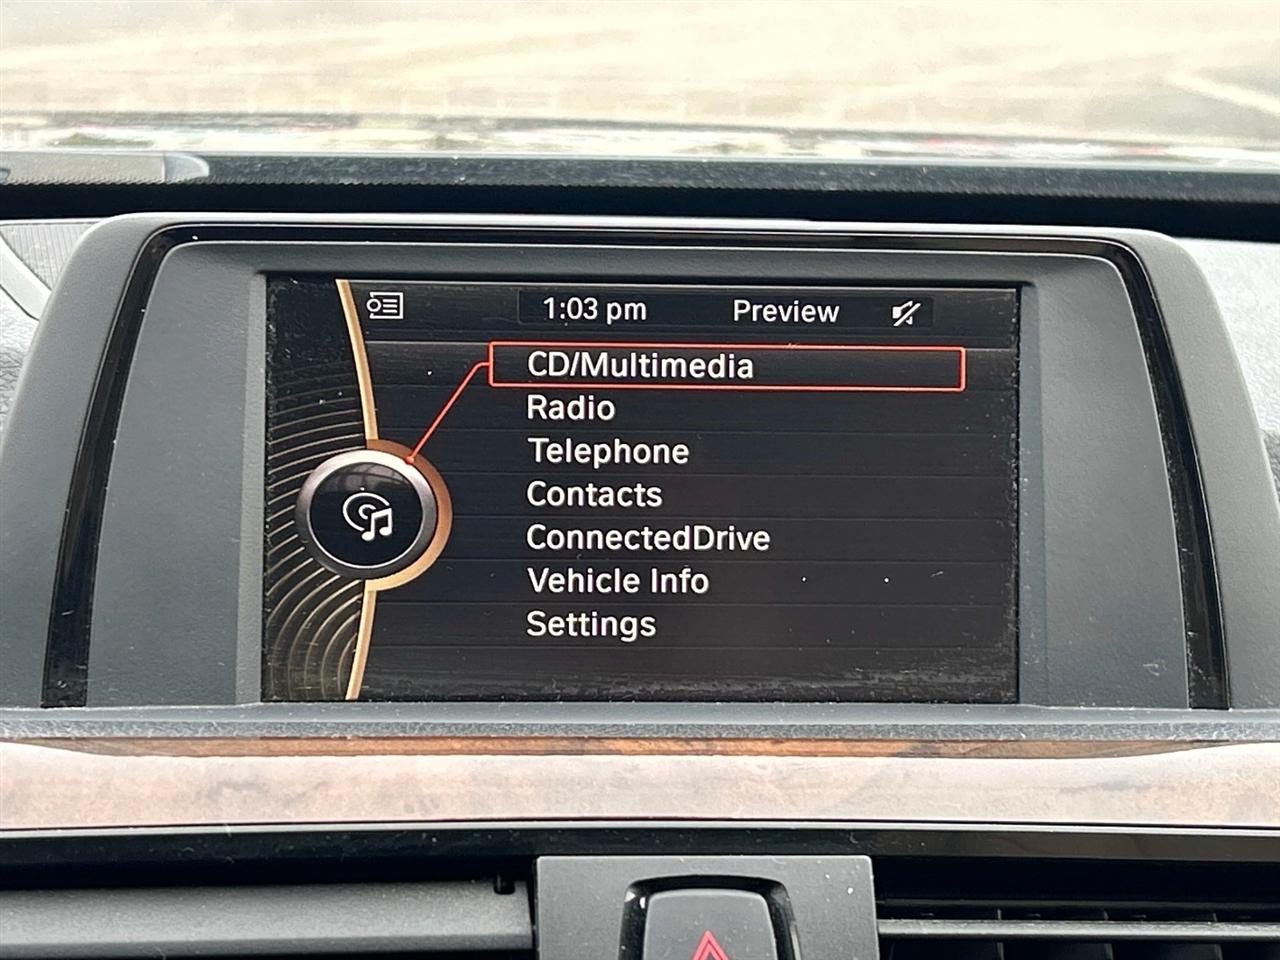 1:03 pm Preview
CD/Multimedia
Radio
Telephone
Contacts
ConnectedDrive
Vehicle Info
Settings